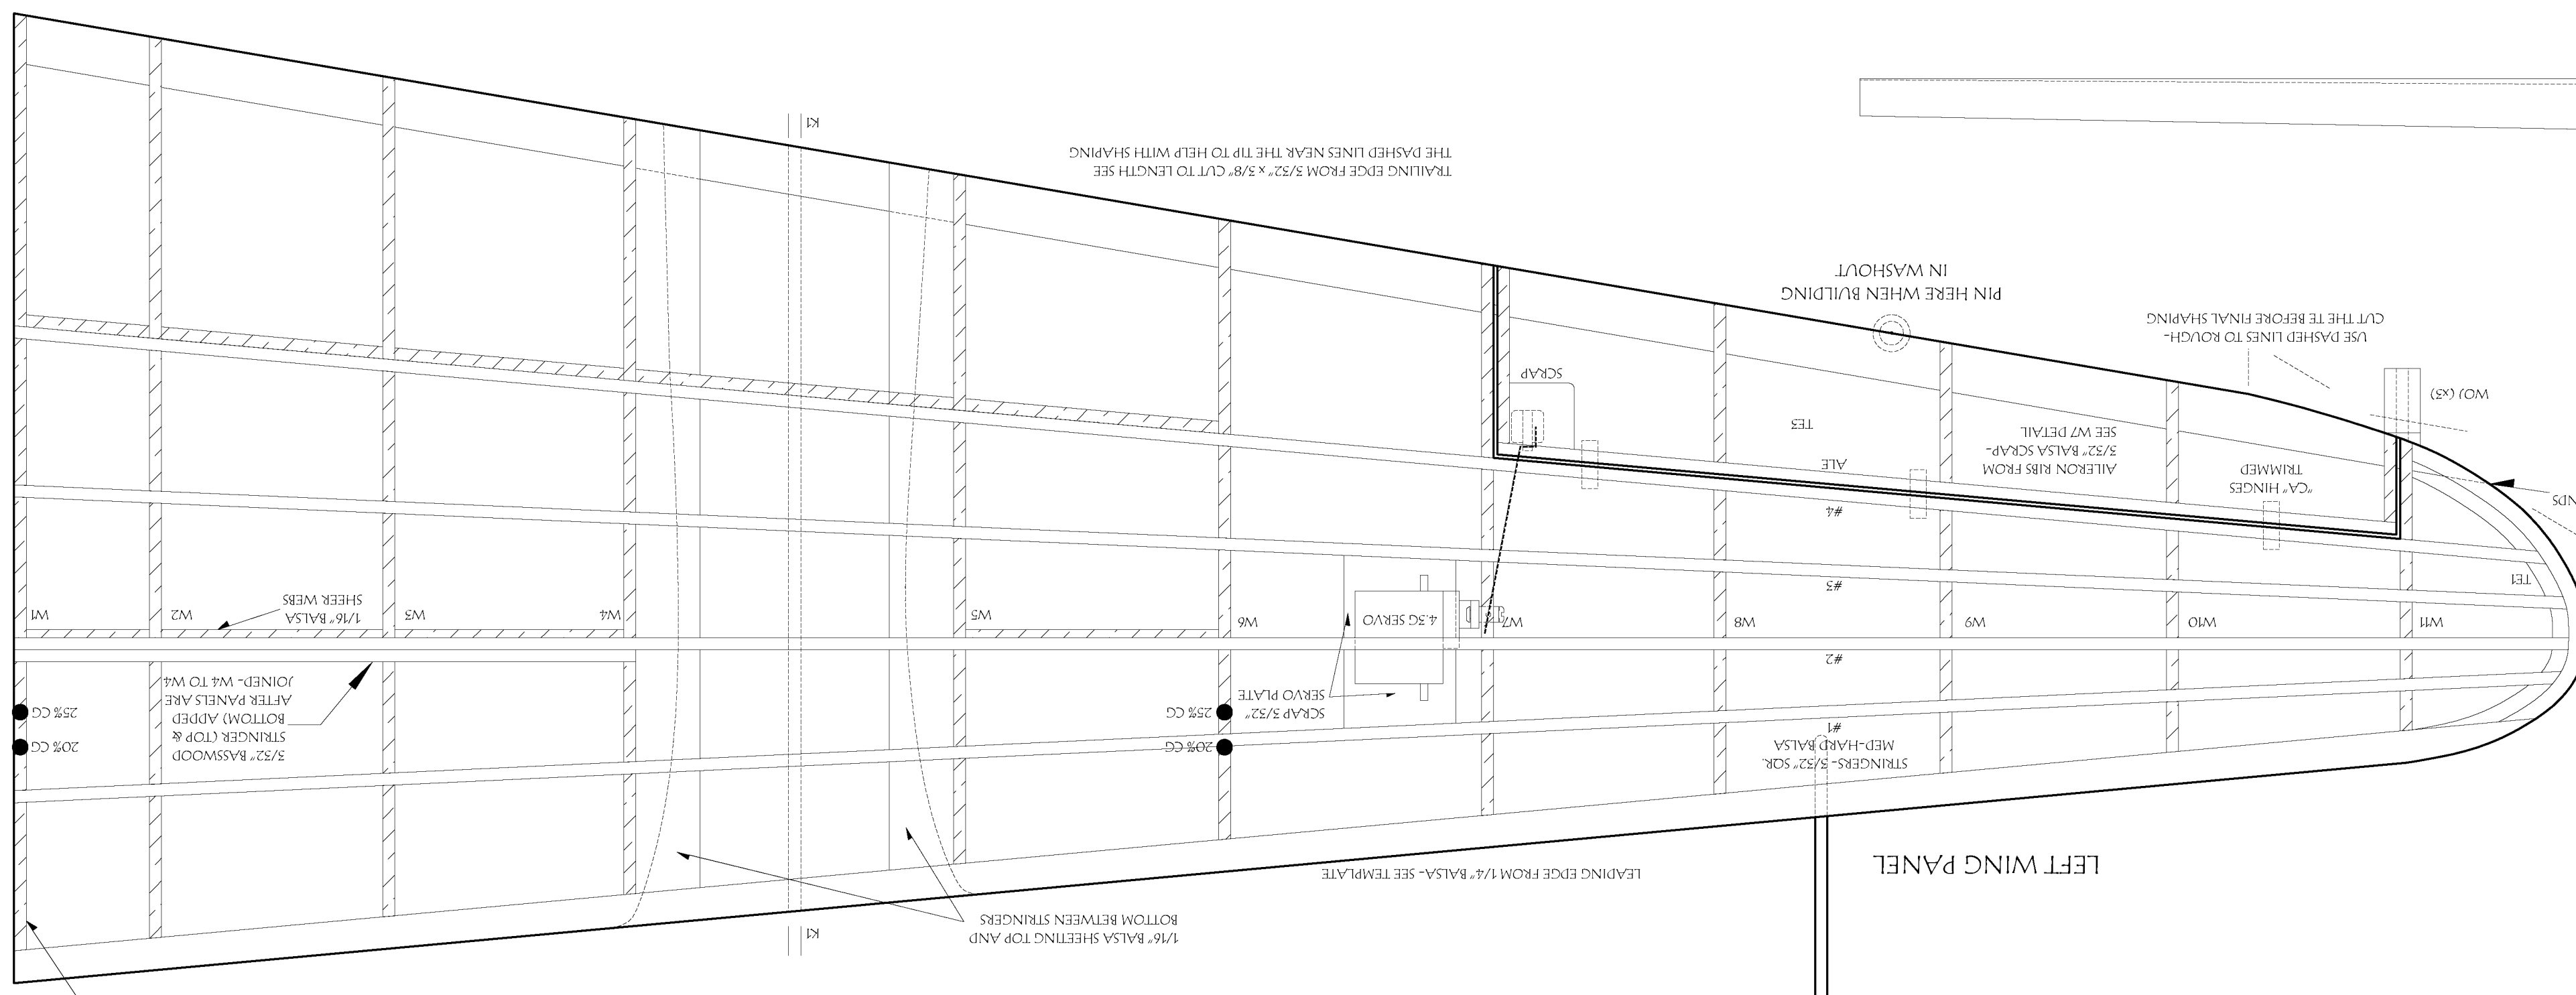 LEFT WING PANEL
K1
1/16" BALSA SHEETING TOP AND
BOTTOM BETWEEN STRINGERS
LEADING EDGE FROM 1/4" BALSA- SEE TEMPLATE
STRINGERS- 3/32" SQR.
MED-HARD BALSA
#1
20% CG
25% CG
20% CG
25% CG
3/32" BASSWOOD
STRINGER (TOP &
BOTTOM) ADDED
AFTER PANELS ARE
JOINED- W4 TO W4
SCRAP 3/32"
SERVO PLATE
#2
W11
W10
W9
W8
W7
W6
W5
W4
W3
W2
W1
4.3G SERVO
1/16" BALSA
SHEER WEBS
#3
TE1
#4
"CA" HINGES
TRIMMED
AILERON RIBS FROM
3/32" BALSA SCRAP-
SEE W7 DETAIL
ALE
TE3
WOJ (x3)
SCRAP
USE DASHED LINES TO ROUGH-
CUT THE TE BEFORE FINAL SHAPING
PIN HERE WHEN BUILDING
IN WASHOUT
TRAILING EDGE FROM 3/32" x 3/8" CUT TO LENGTH SEE
THE DASHED LINES NEAR THE TIP TO HELP WITH SHAPING
K1